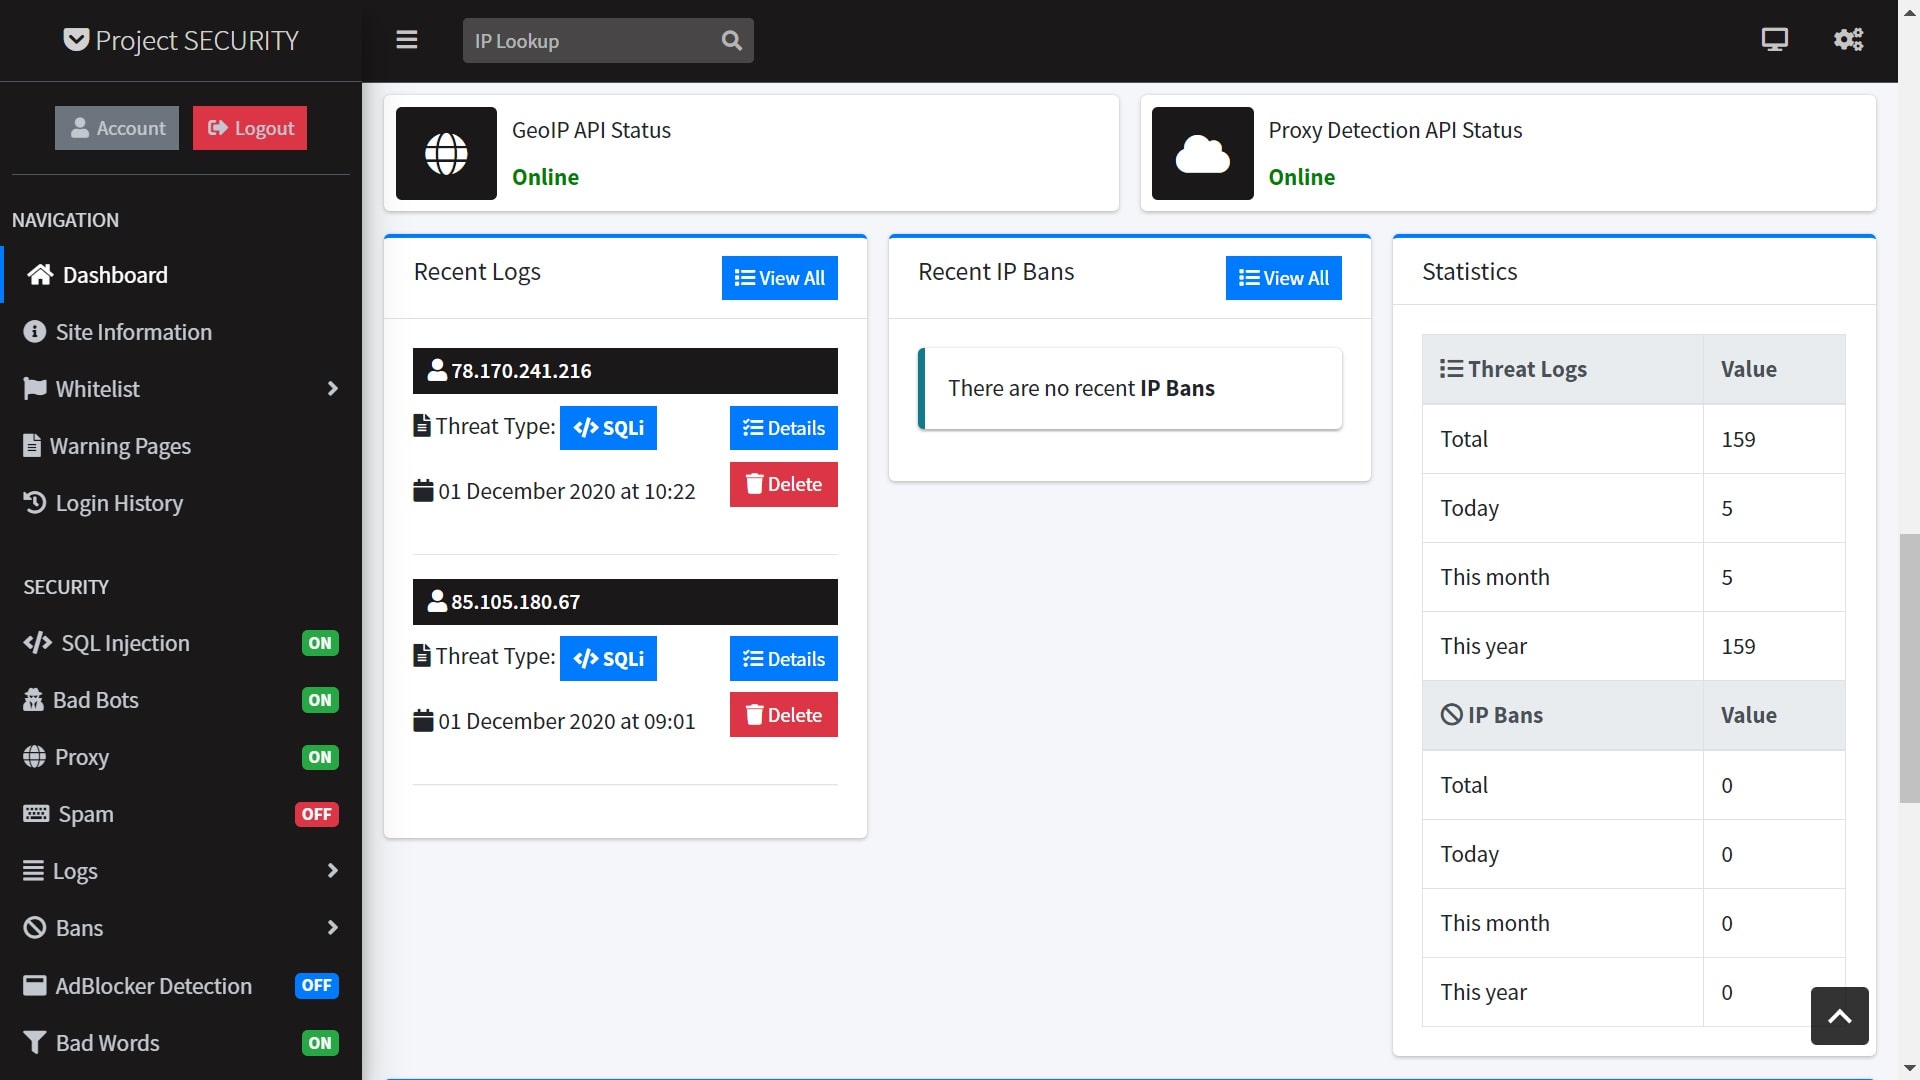 Project SECURITY
IP Lookup
Account
Logout
NAVIGATION
Dashboard
Site Information
Whitelist
Warning Pages
Login History
SECURITY
SQL Injection ON
Bad Bots ON
Proxy ON
Spam OFF
Logs
Bans
AdBlocker Detection OFF
Bad Words ON
GeoIP API Status
Online
Proxy Detection API Status
Online
Recent Logs View All
78.170.241.216
Threat Type: SQLi Details
01 December 2020 at 10:22 Delete
85.105.180.67
Threat Type: SQLi Details
01 December 2020 at 09:01 Delete
Recent IP Bans View All
There are no recent IP Bans
Statistics
Threat Logs Value
Total 159
Today 5
This month 5
This year 159
IP Bans Value
Total 0
Today 0
This month 0
This year 0